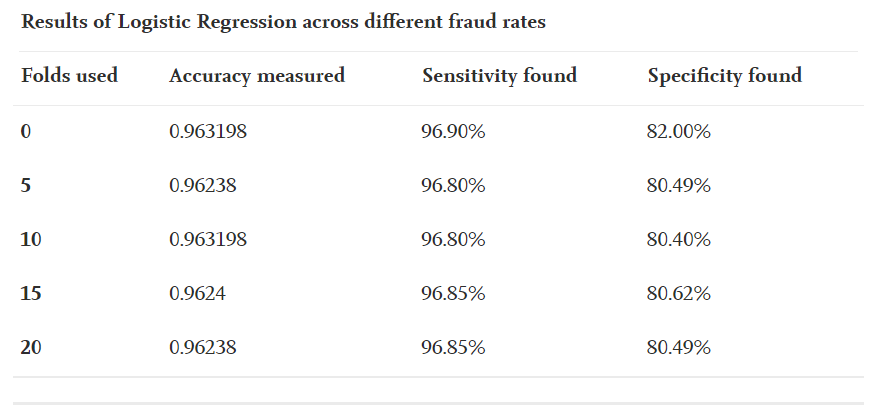 Results of Logistic Regression across different fraud rates
Folds used Accuracy measured Sensitivity found Specificity found
0 0.963198 96.90% 82.00%
5 0.96238 96.80% 80.49%
10 0.963198 96.80% 80.40%
15 0.9624 96.85% 80.62%
20 0.96238 96.85% 80.49%